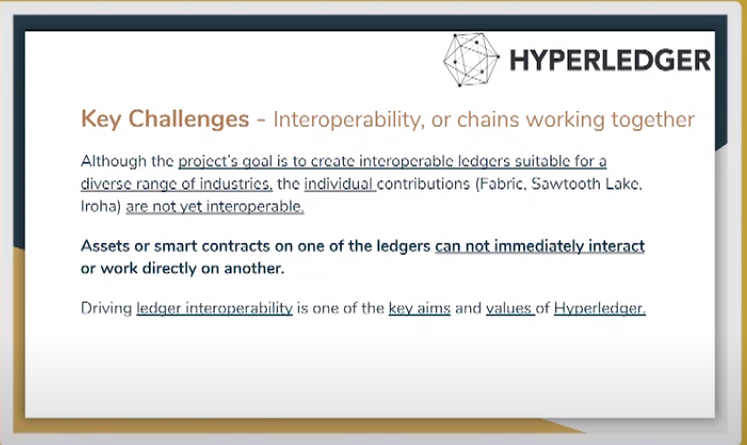 HYPERLEDGER
Key Challenges - Interoperability, or chains working together
Although the project's goal is to create interoperable ledgers suitable for a
diverse range of industries, the individual contributions (Fabric, Sawtooth Lake,
Iroha) are not yet interoperable.
Assets or smart contracts on one of the ledgers can not immediately interact
or work directly on another.
Driving ledger interoperability is one of the key aims and values of Hyperledger.